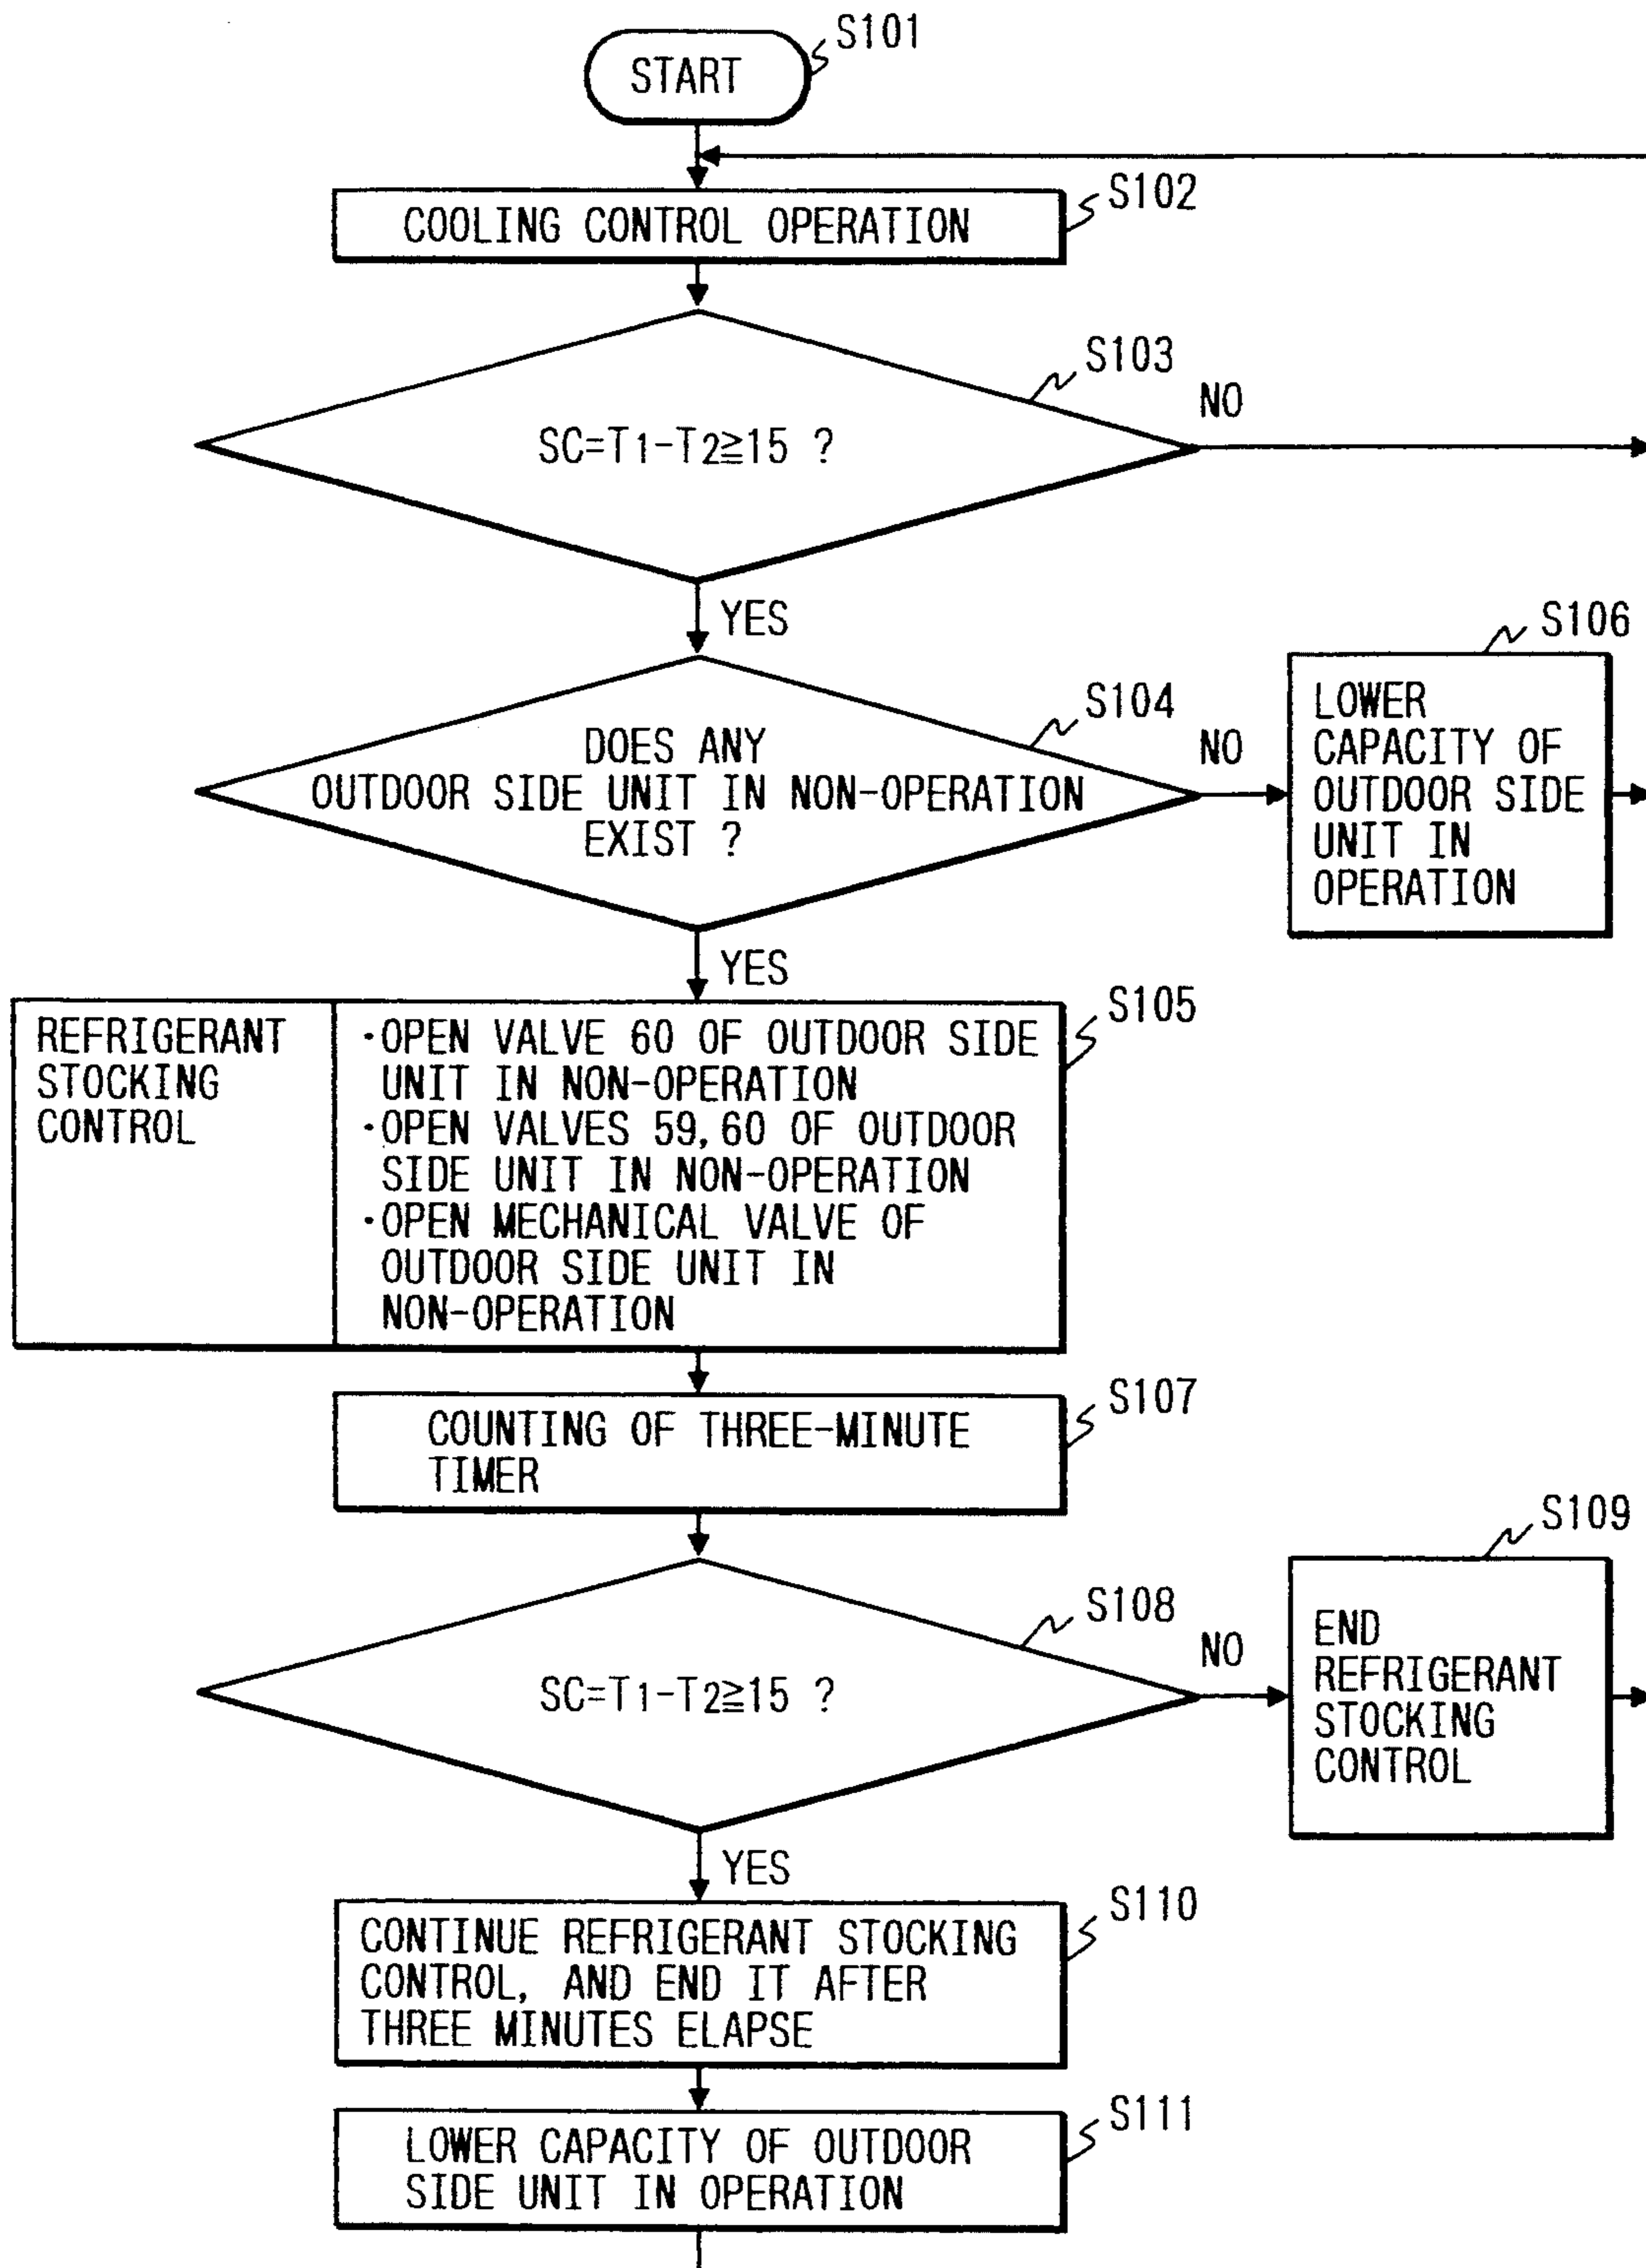 S101
START
S102
COOLING CONTROL OPERATION
S103
NO
SC=T1-T2≧15 ?
YES
S106
S104
LOWER
CAPACITY OF
OUTDOOR SIDE
UNIT IN
OPERATION
NO
DOES ANY
OUTDOOR SIDE UNIT IN NON-OPERATION
EXIST ?
YES
S105
REFRIGERANT
STOCKING
CONTROL
·OPEN VALVE 60 OF OUTDOOR SIDE
UNIT IN NON-OPERATION
·OPEN VALVES 59,60 OF OUTDOOR
SIDE UNIT IN NON-OPERATION
·OPEN MECHANICAL VALVE OF
OUTDOOR SIDE UNIT IN
NON-OPERATION
S107
COUNTING OF THREE-MINUTE
TIMER
S109
S108
NO
END
REFRIGERANT
STOCKING
CONTROL
SC=T1-T2≧15 ?
YES
S110
CONTINUE REFRIGERANT STOCKING
CONTROL, AND END IT AFTER
THREE MINUTES ELAPSE
S111
LOWER CAPACITY OF OUTDOOR
SIDE UNIT IN OPERATION